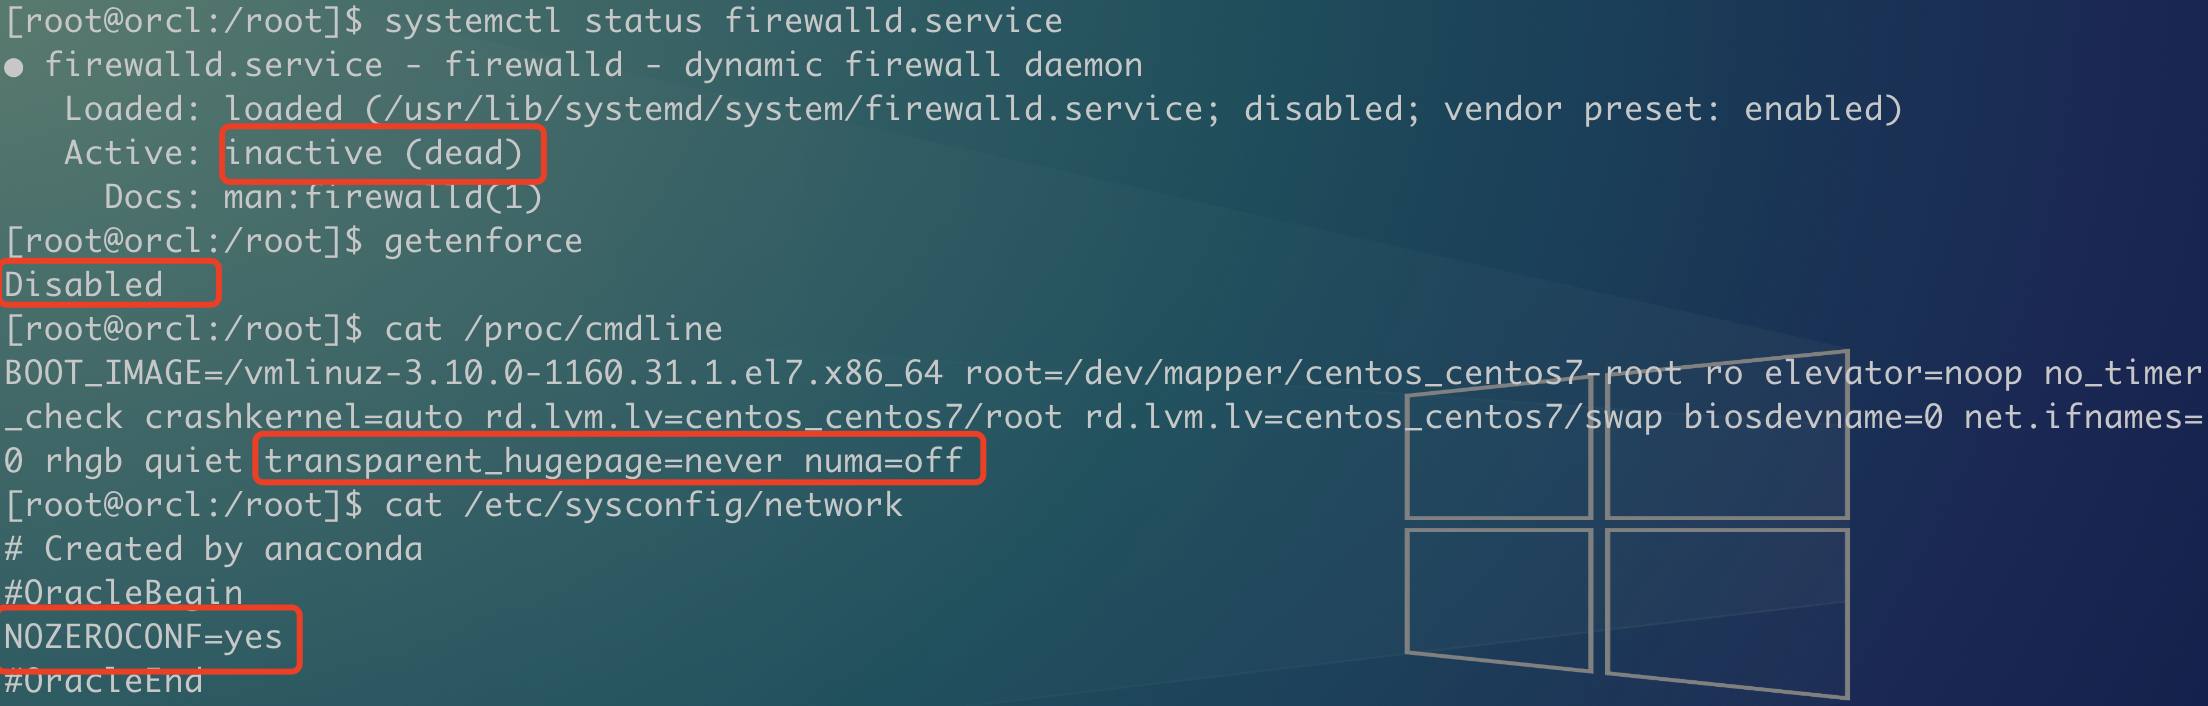 [root@orcl:/root]$ systemctl status firewalld.service
● firewalld.service - firewalld - dynamic firewall daemon
   Loaded: loaded (/usr/lib/systemd/system/firewalld.service; disabled; vendor preset: enabled)
   Active: inactive (dead)
     Docs: man:firewalld(1)
[root@orcl:/root]$ getenforce
Disabled
[root@orcl:/root]$ cat /proc/cmdline
BOOT_IMAGE=/vmlinuz-3.10.0-1160.31.1.el7.x86_64 root=/dev/mapper/centos_centos7-root ro elevator=noop no_timer
_check crashkernel=auto rd.lvm.lv=centos_centos7/root rd.lvm.lv=centos_centos7/swap biosdevname=0 net.ifnames=
0 rhgb quiet transparent_hugepage=never numa=off
[root@orcl:/root]$ cat /etc/sysconfig/network
# Created by anaconda
#OracleBegin
NOZEROCONF=yes
#OracleEnd